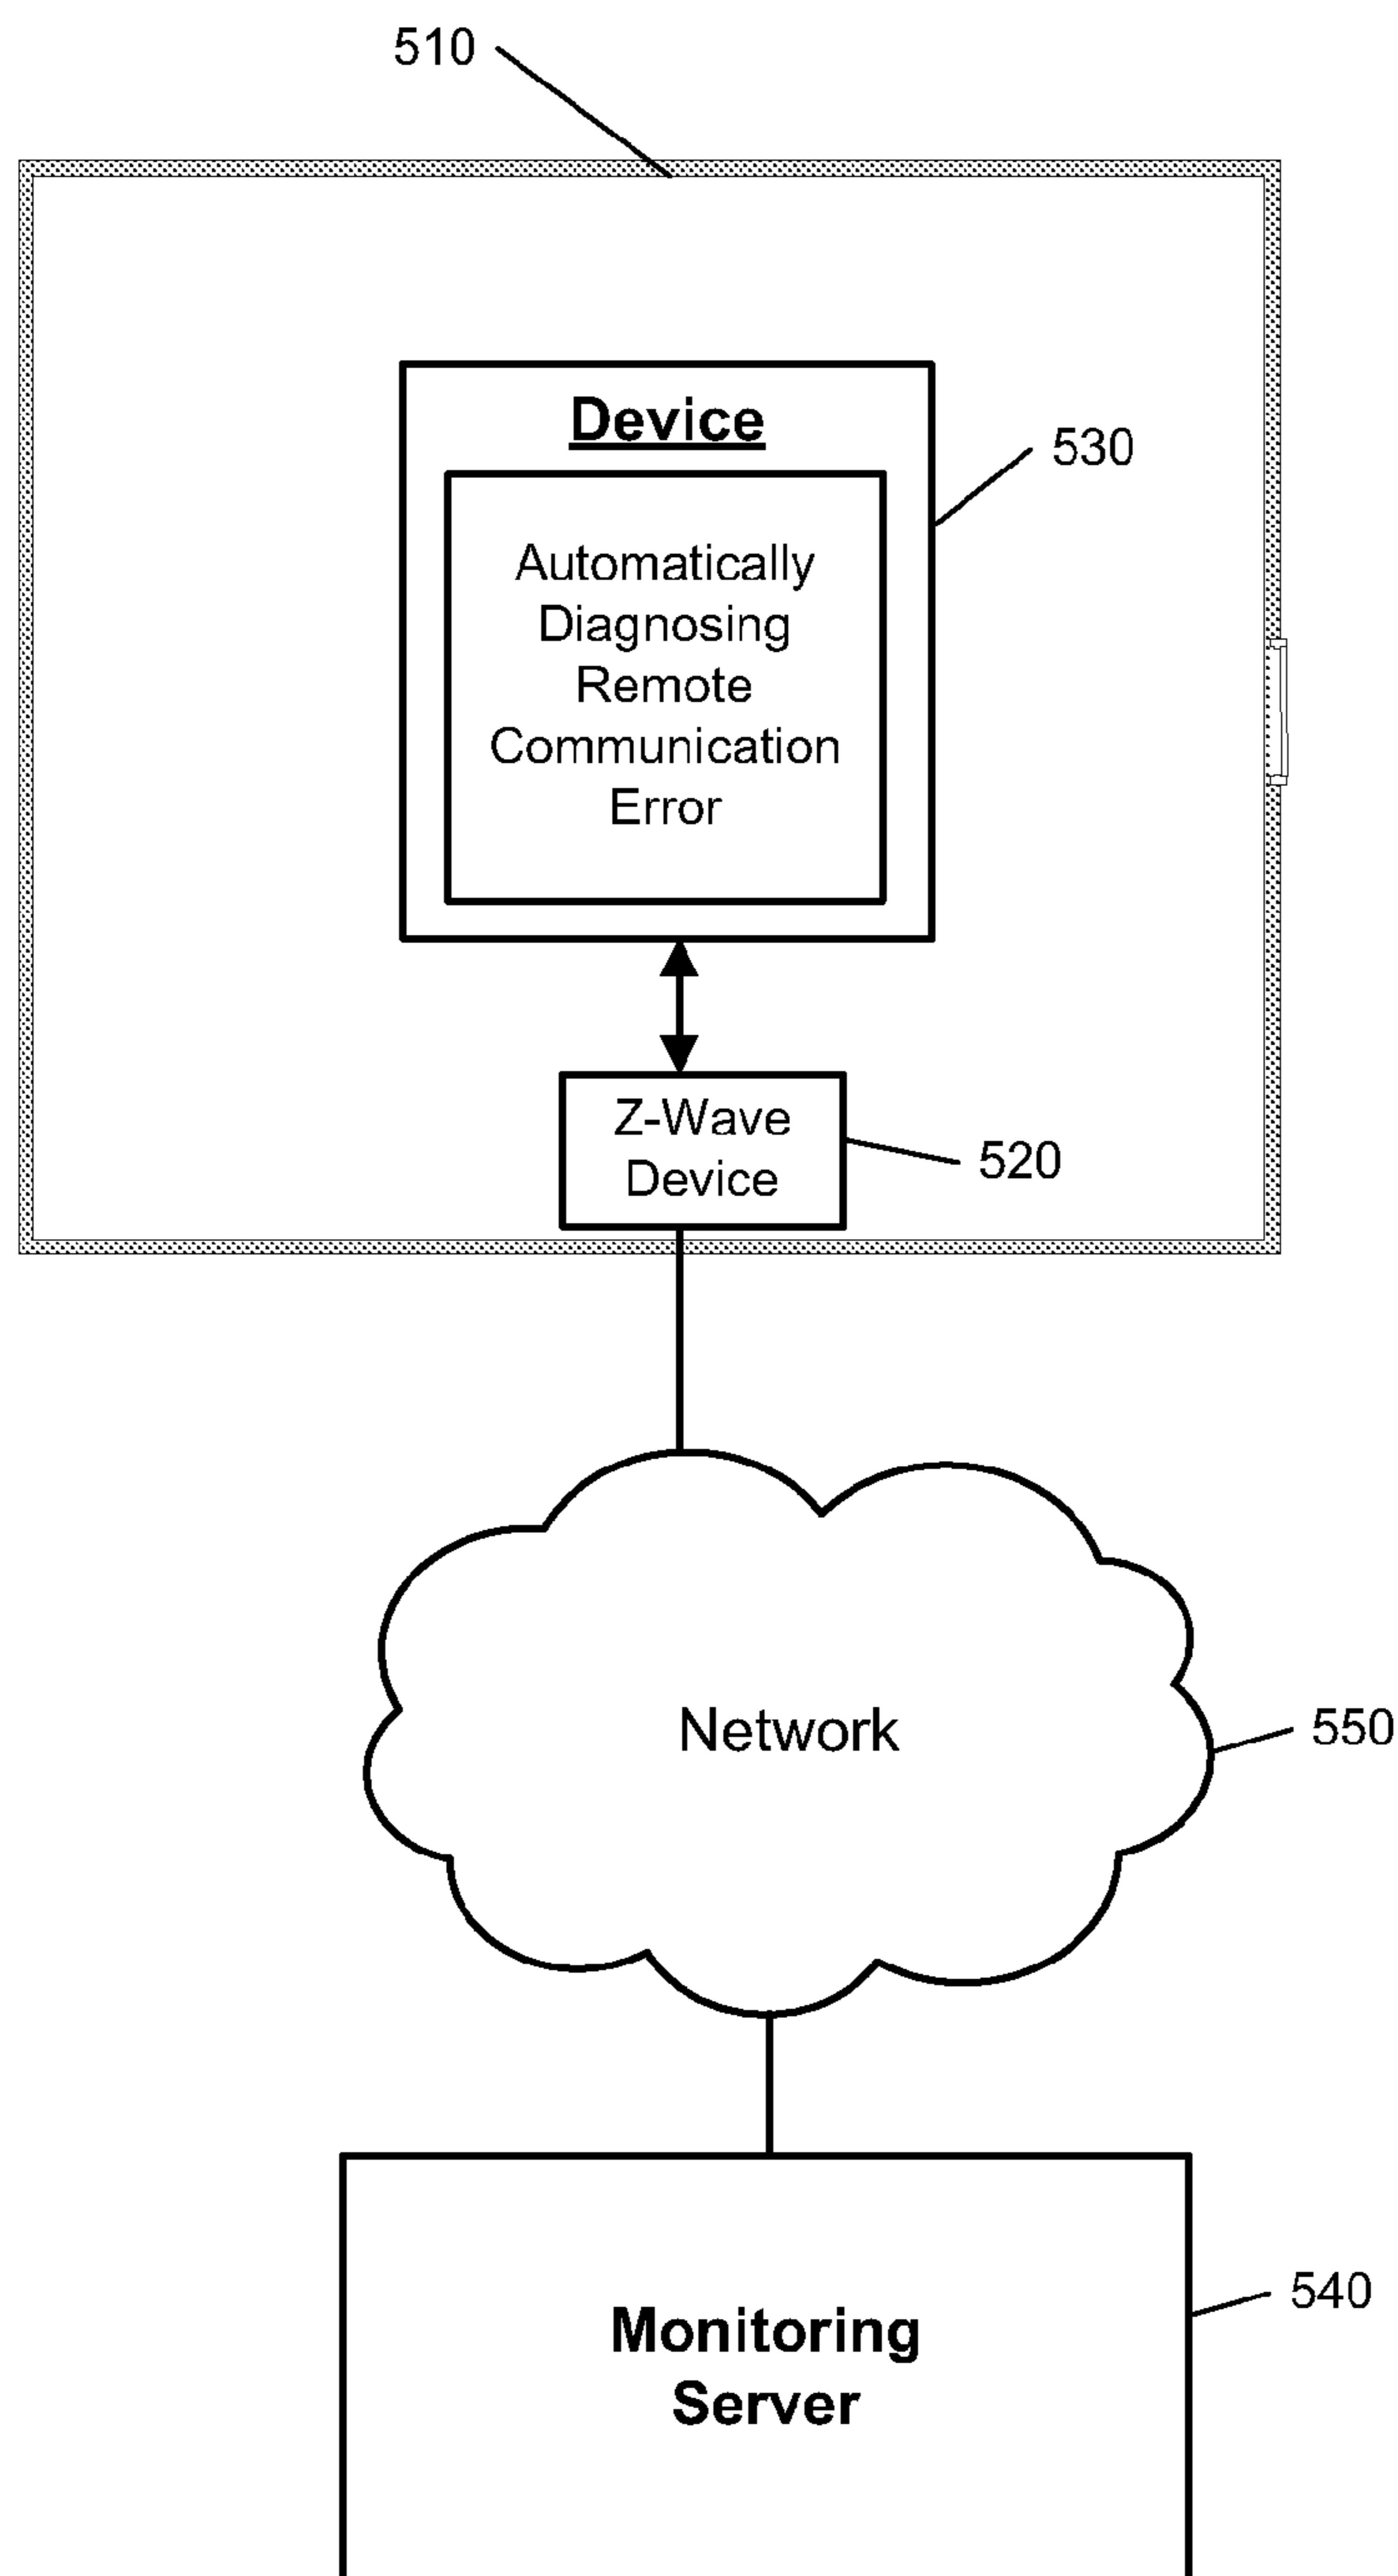 510
Device
530
Automatically
Diagnosing
Remote
Communication
Error
Z-Wave
Device
520
Network
550
540
Monitoring
Server